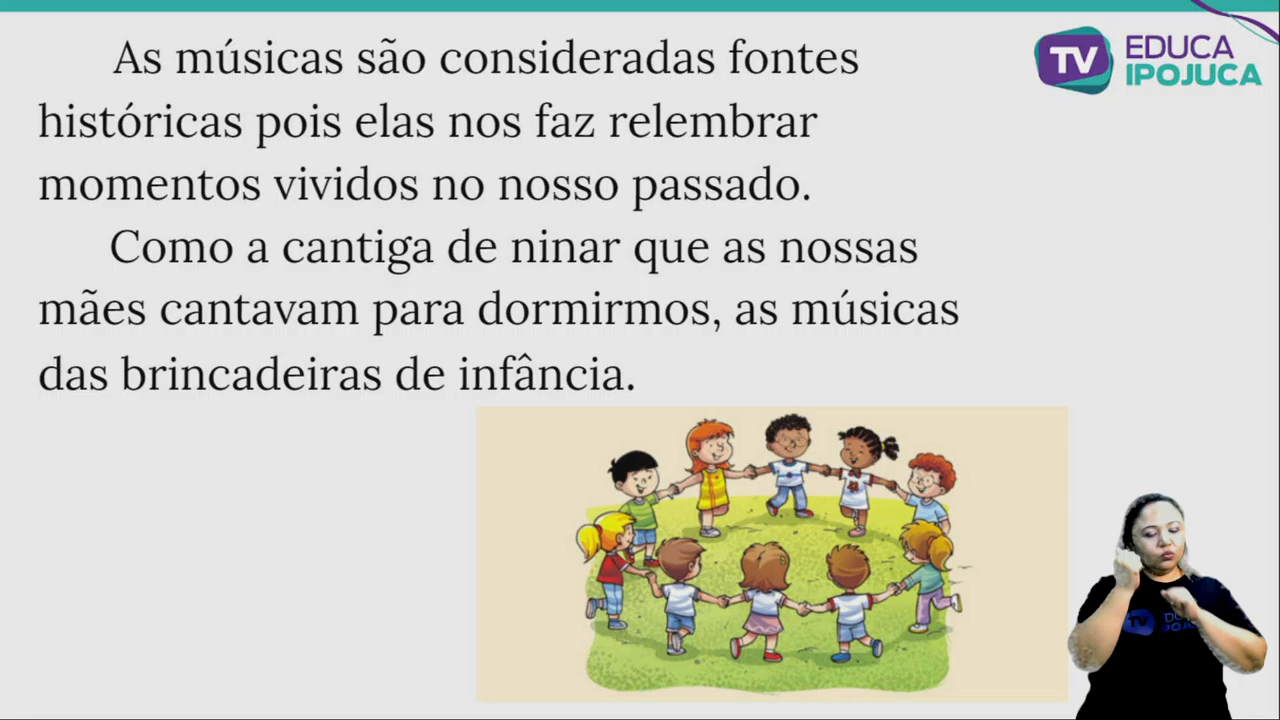 As músicas são consideradas fontes
históricas pois elas nos faz relembrar
momentos vividos no nosso passado.
Como a cantiga de ninar que as nossas
mães cantavam para dormirmos, as músicas
das brincadeiras de infância.
TV EDUCA
IPOJUCA
TV